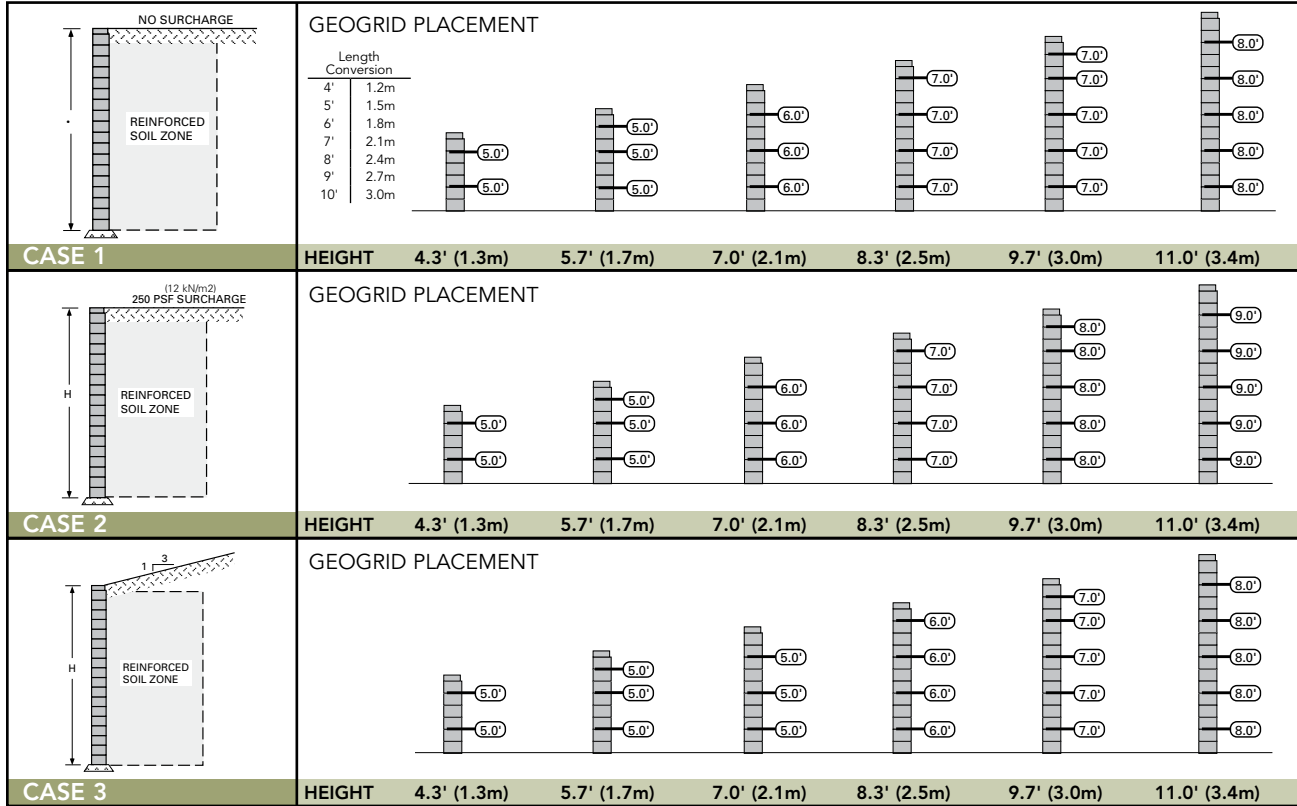 NO SURCHARGE
REINFORCED
SOIL ZONE
CASE 1
GEOGRID PLACEMENT
Length
Conversion
4' 1.2m
5' 1.5m
6' 1.8m
7' 2.1m
8' 2.4m
9' 2.7m
10' 3.0m
5.0'
5.0'
5.0'
5.0'
5.0'
6.0'
6.0'
6.0'
7.0'
7.0'
7.0'
7.0'
7.0'
7.0'
7.0'
7.0'
7.0'
8.0'
8.0'
8.0'
8.0'
8.0'
HEIGHT 4.3' (1.3m) 5.7' (1.7m) 7.0' (2.1m) 8.3' (2.5m) 9.7' (3.0m) 11.0' (3.4m)
(12 kN/m2)
250 PSF SURCHARGE
H
REINFORCED
SOIL ZONE
CASE 2
GEOGRID PLACEMENT
5.0'
5.0'
5.0'
5.0'
5.0'
6.0'
6.0'
6.0'
7.0'
7.0'
7.0'
7.0'
8.0'
8.0'
8.0'
8.0'
8.0'
9.0'
9.0'
9.0'
9.0'
9.0'
HEIGHT 4.3' (1.3m) 5.7' (1.7m) 7.0' (2.1m) 8.3' (2.5m) 9.7' (3.0m) 11.0' (3.4m)
3
1
H
REINFORCED
SOIL ZONE
CASE 3
GEOGRID PLACEMENT
5.0'
5.0'
5.0'
5.0'
5.0'
5.0'
5.0'
5.0'
6.0'
6.0'
6.0'
6.0'
7.0'
7.0'
7.0'
7.0'
7.0'
8.0'
8.0'
8.0'
8.0'
8.0'
HEIGHT 4.3' (1.3m) 5.7' (1.7m) 7.0' (2.1m) 8.3' (2.5m) 9.7' (3.0m) 11.0' (3.4m)